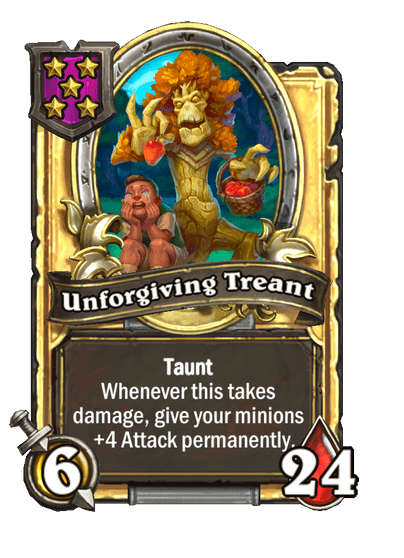 Unforgiving Treant
Taunt
Whenever this takes
damage, give your minions
+4 Attack permanently.
6
24